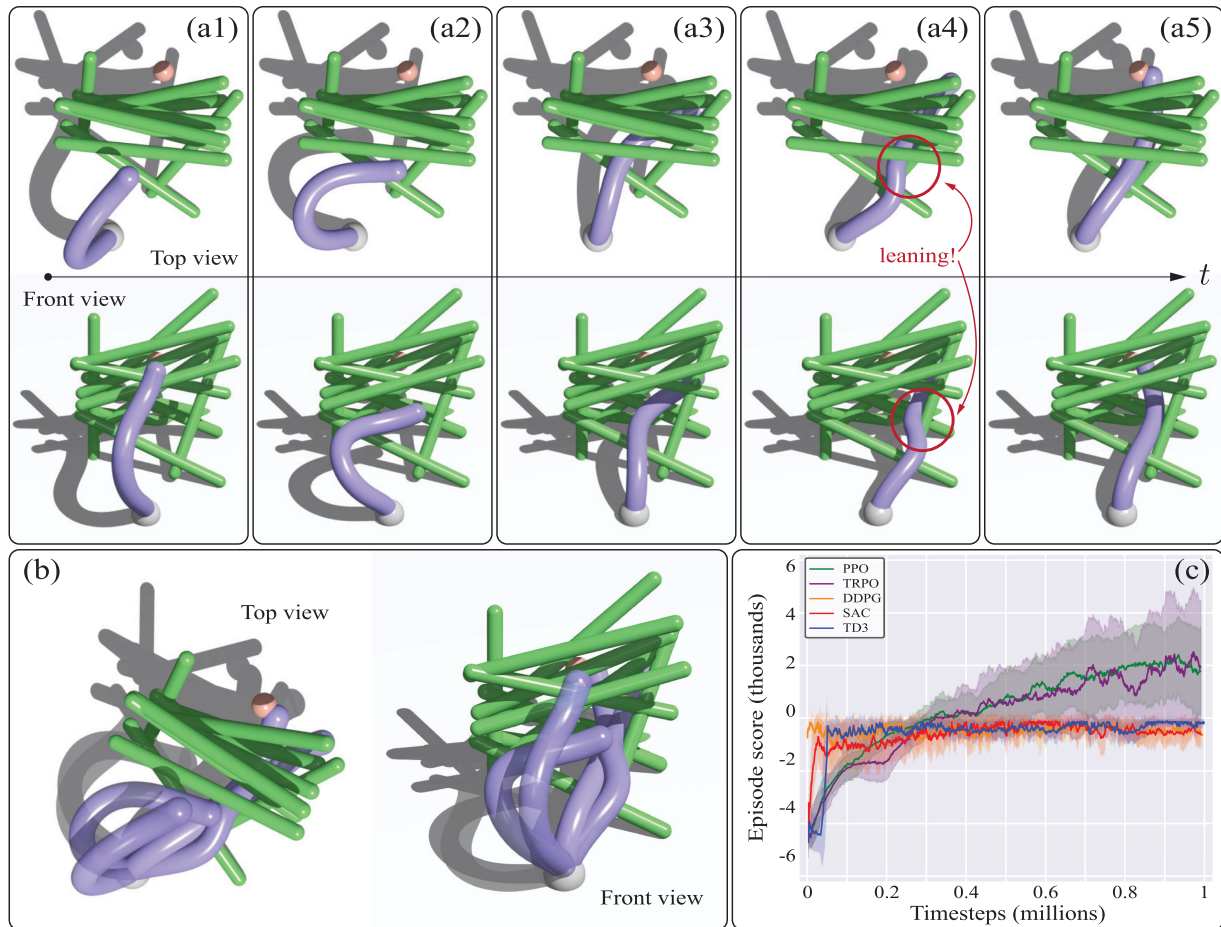 (a1)
(a2)
(a3)
(a4)
(a5)
leaning!
Top view
t
Front view
(b)
Top view
Front view
(c)
PPO
TRPO
DDPG
SAC
TD3
Episode score (thousands)
6
4
2
0
-2
-4
-6
0
0.2
0.4
0.6
0.8
1
Timesteps (millions)